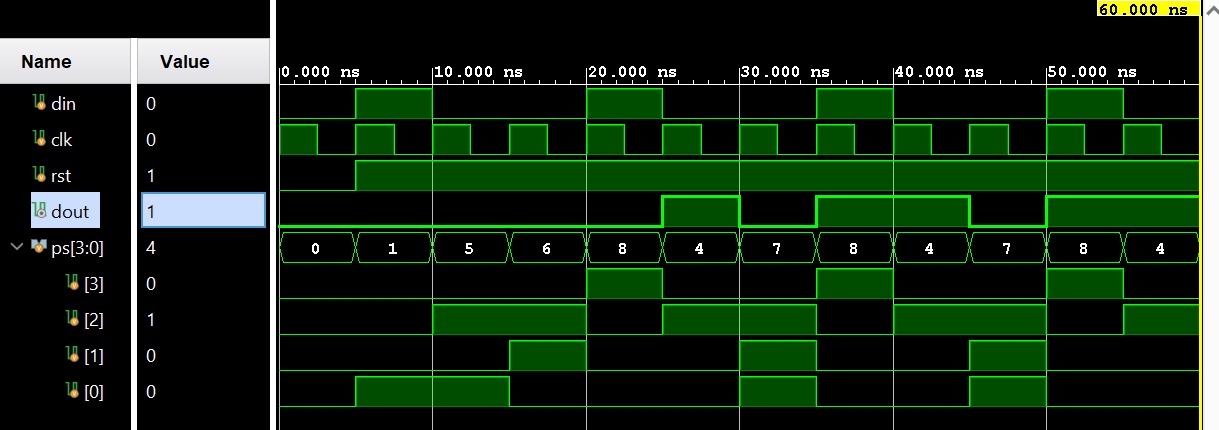 60.000 ns
Name Value
0.000 ns 10.000 ns 20.000 ns 30.000 ns 40.000 ns 50.000 ns
din 0
clk 0
rst 1
dout 1
ps[3:0] 4 0 1 5 6 8 4 7 8 4 7 8 4
[3] 0
[2] 1
[1] 0
[0] 0